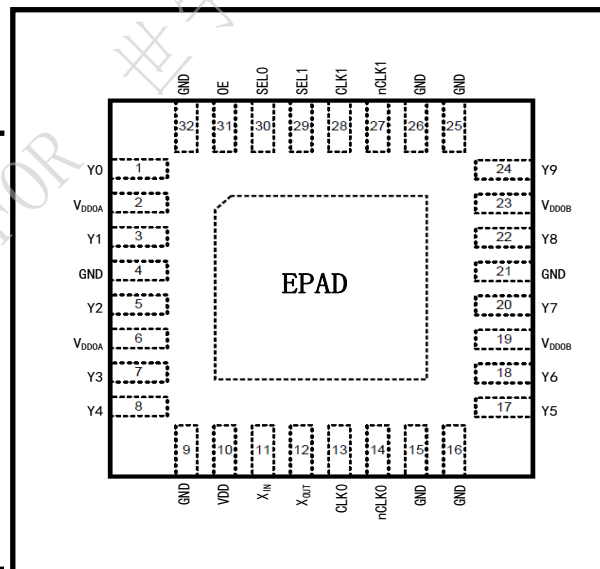 GND OE SEL0 SEL1 CLK1 nCLK1 GND GND
32 31 30 29 28 27 26 25
Y0 1 24 Y9
VDDOA 2 23 VDDOB
Y1 3 22 Y8
GND 4 21 GND
EPAD
Y2 5 20 Y7
VDDOA 6 19 VDDOB
Y3 7 18 Y6
Y4 8 17 Y5
9 10 11 12 13 14 15 16
GND VDD XIN XOUT CLK0 nCLK0 GND GND